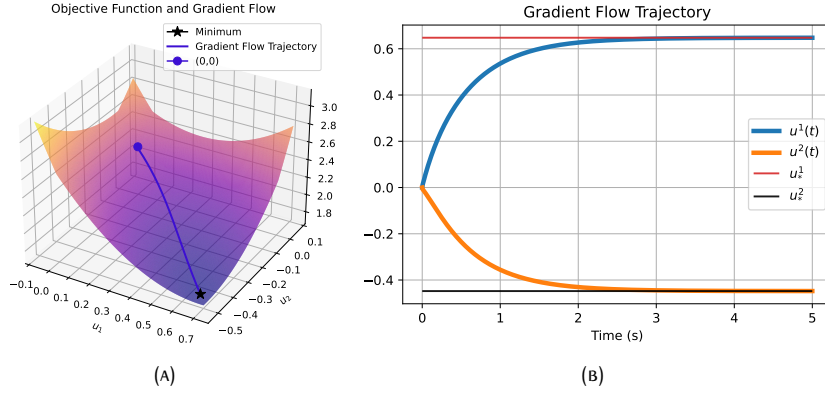 Objective Function and Gradient Flow
Minimum
Gradient Flow Trajectory
(0,0)
3.0
2.8
2.6
2.4
2.2
2.0
1.8
−0.1
0.0
0.1
0.2
0.3
0.4
0.5
0.6
0.7
u₁
0.1
0.0
−0.1
−0.2
−0.3
−0.4
−0.5
u₂
(A)
Gradient Flow Trajectory
0.6
0.4
0.2
0.0
−0.2
−0.4
0
1
2
3
4
5
Time (s)
u¹(t)
u²(t)
u¹_*
u²_*
(B)